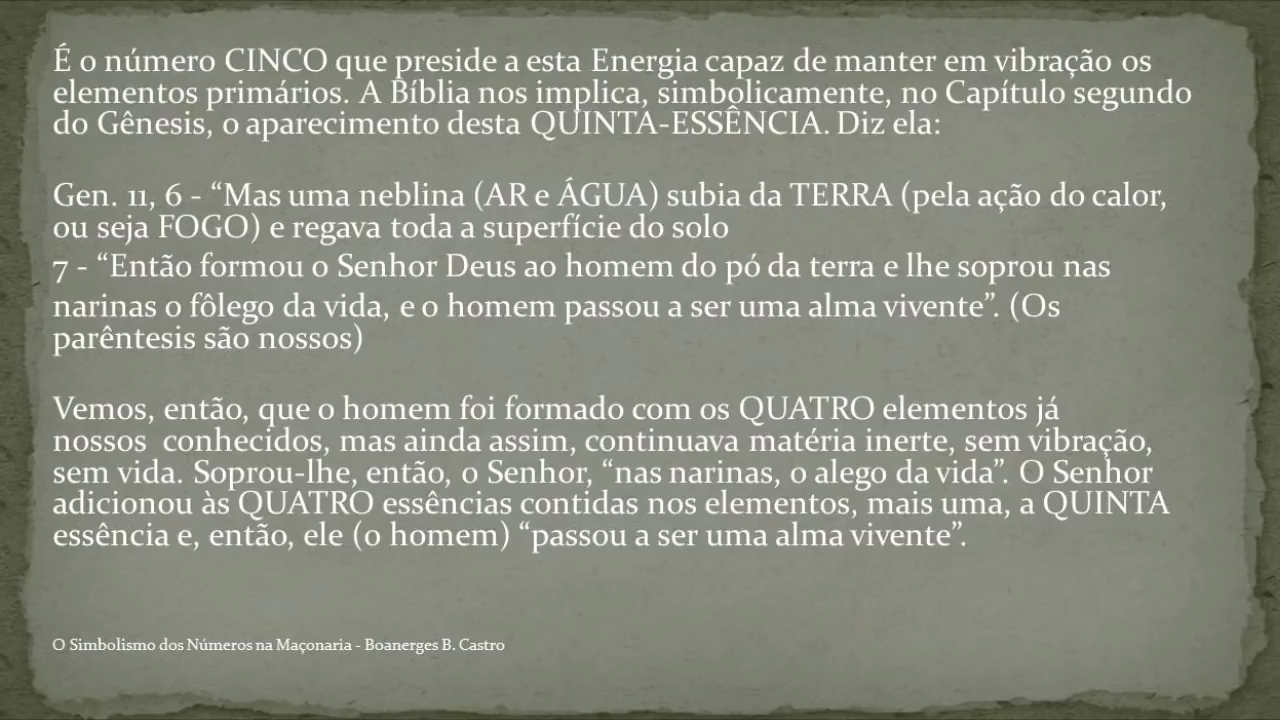 É o número CINCO que preside a esta Energia capaz de manter em vibração os
elementos primários. A Bíblia nos implica, simbolicamente, no Capítulo segundo
do Gênesis, o aparecimento desta QUINTA-ESSÊNCIA. Diz ela:
Gen. 11, 6 - “Mas uma neblina (AR e ÁGUA) subia da TERRA (pela ação do calor,
ou seja FOGO) e regava toda a superfície do solo
7 - “Então formou o Senhor Deus ao homem do pó da terra e lhe soprou nas
narinas o fôlego da vida, e o homem passou a ser uma alma vivente”. (Os
parêntesis são nossos)
Vemos, então, que o homem foi formado com os QUATRO elementos já
nossos conhecidos, mas ainda assim, continuava matéria inerte, sem vibração,
sem vida. Soprou-lhe, então, o Senhor, “nas narinas, o alego da vida”. O Senhor
adicionou às QUATRO essências contidas nos elementos, mais uma, a QUINTA
essência e, então, ele (o homem) “passou a ser uma alma vivente”.
O Simbolismo dos Números na Maçonaria - Boanerges B. Castro